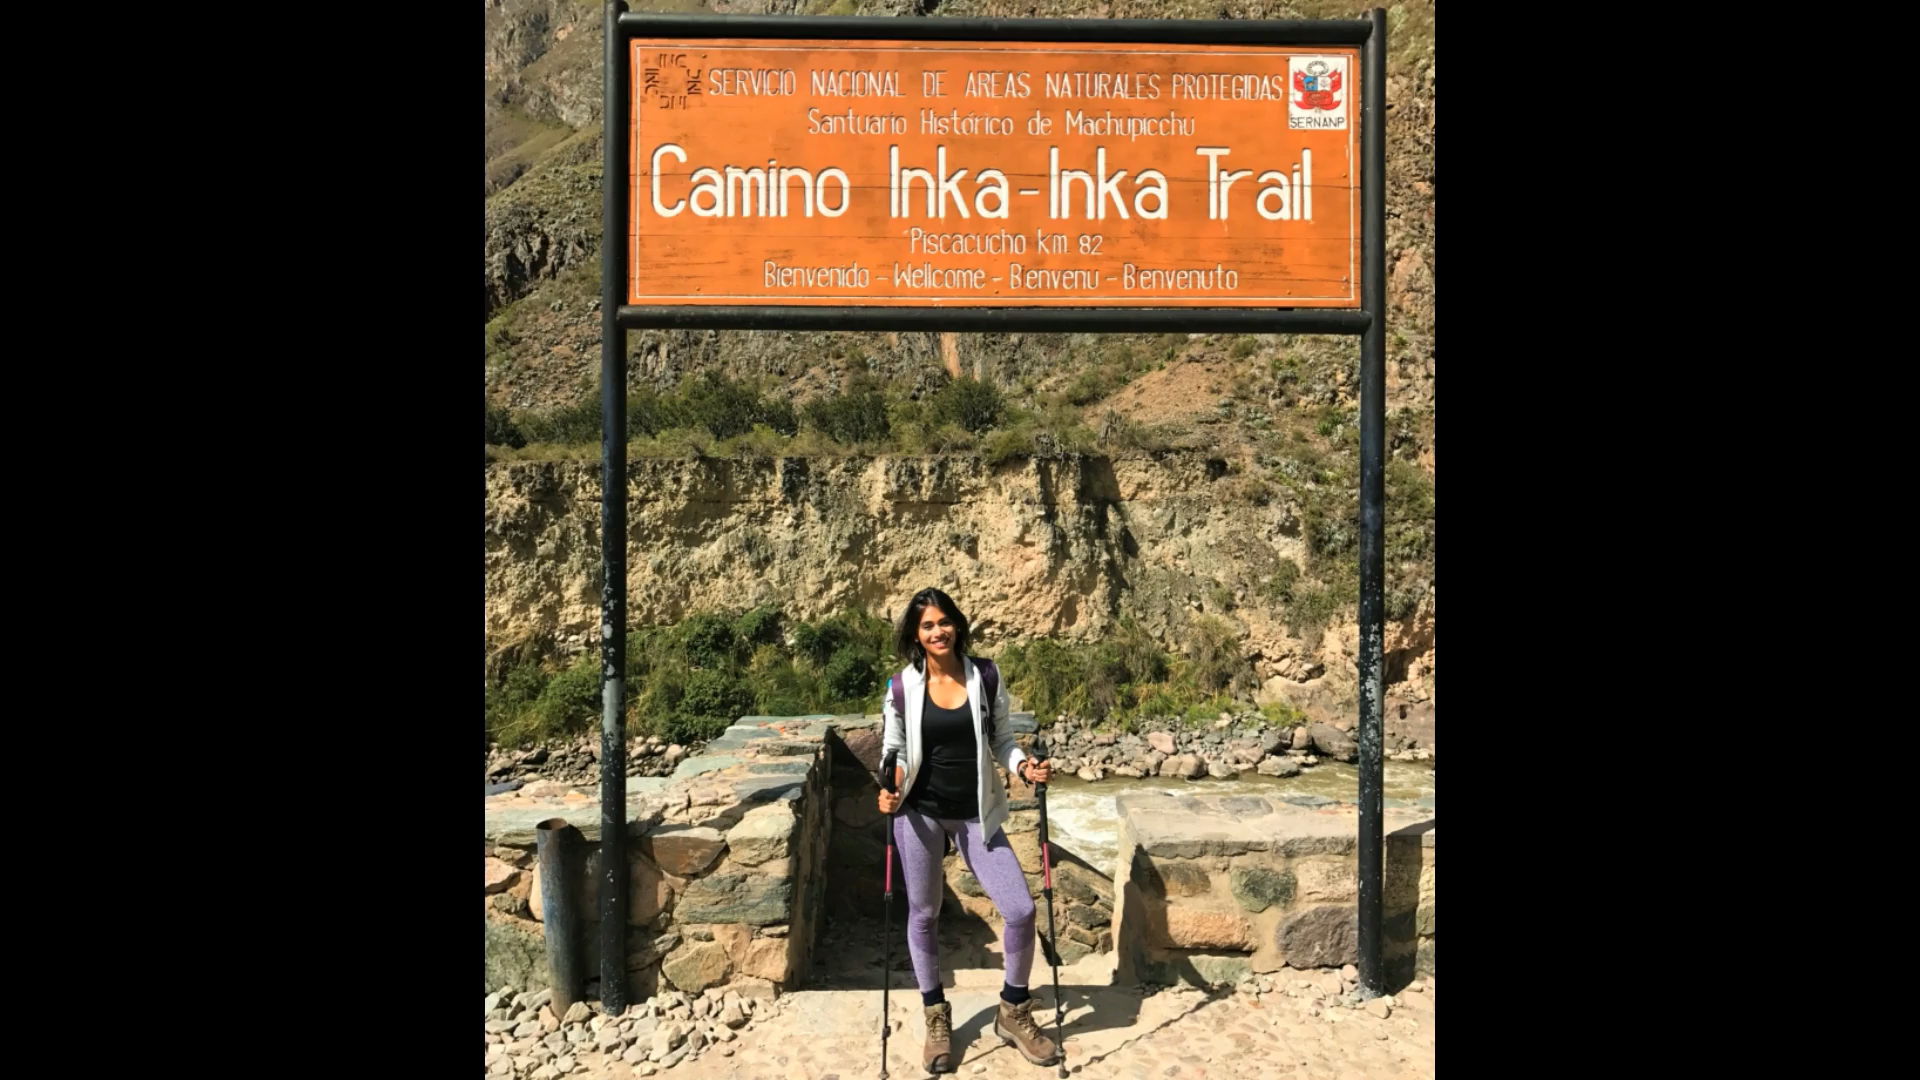 SERVICIO NACIONAL DE AREAS NATURALES PROTEGIDAS
SERNANP
Santuario Histórico de Machupicchu
Camino Inka-Inka Trail
Piscacucho km. 82
Bienvenido - Wellcome - Bienvenu - Bienvenuto